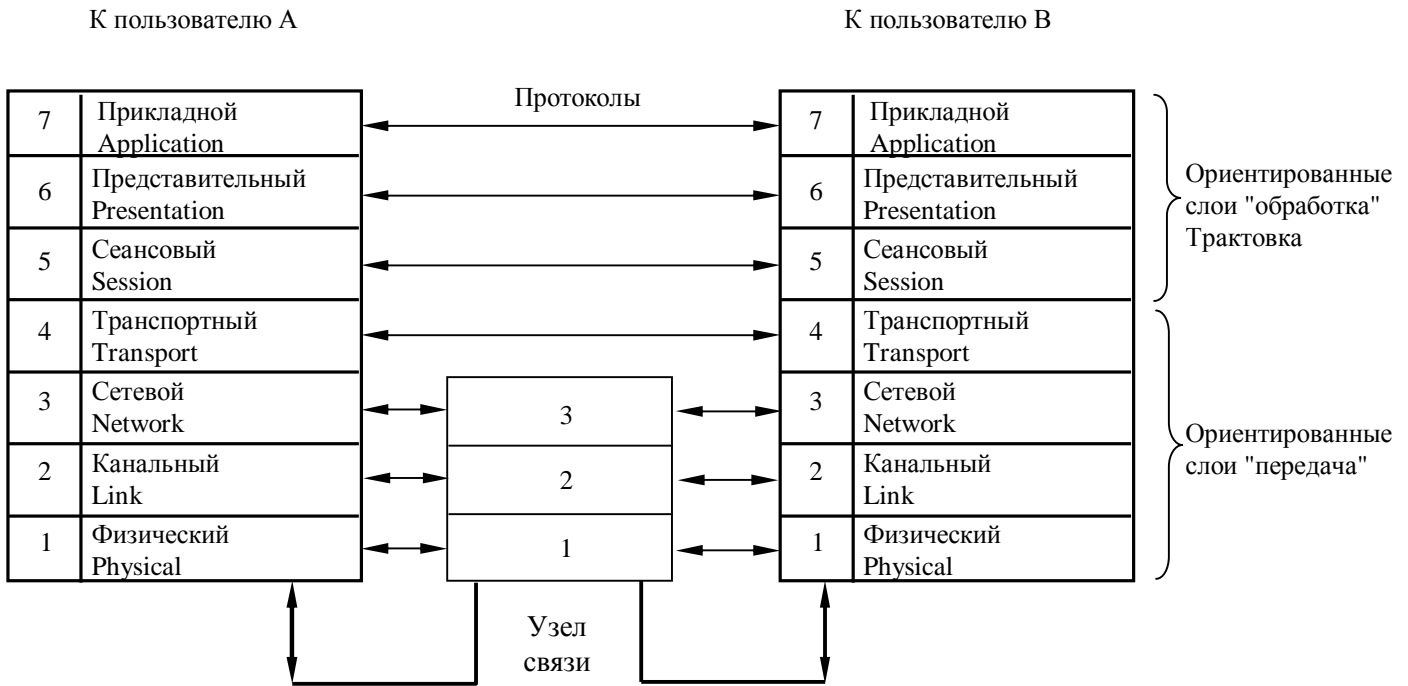 К пользователю А
К пользователю В
Протоколы
7
Прикладной
Application
6
Представительный
Presentation
5
Сеансовый
Session
4
Транспортный
Transport
3
Сетевой
Network
2
Канальный
Link
1
Физический
Physical
3
2
1
Узел
связи
7
Прикладной
Application
6
Представительный
Presentation
5
Сеансовый
Session
4
Транспортный
Transport
3
Сетевой
Network
2
Канальный
Link
1
Физический
Physical
Ориентированные
слои "обработка"
Трактовка
Ориентированные
слои "передача"